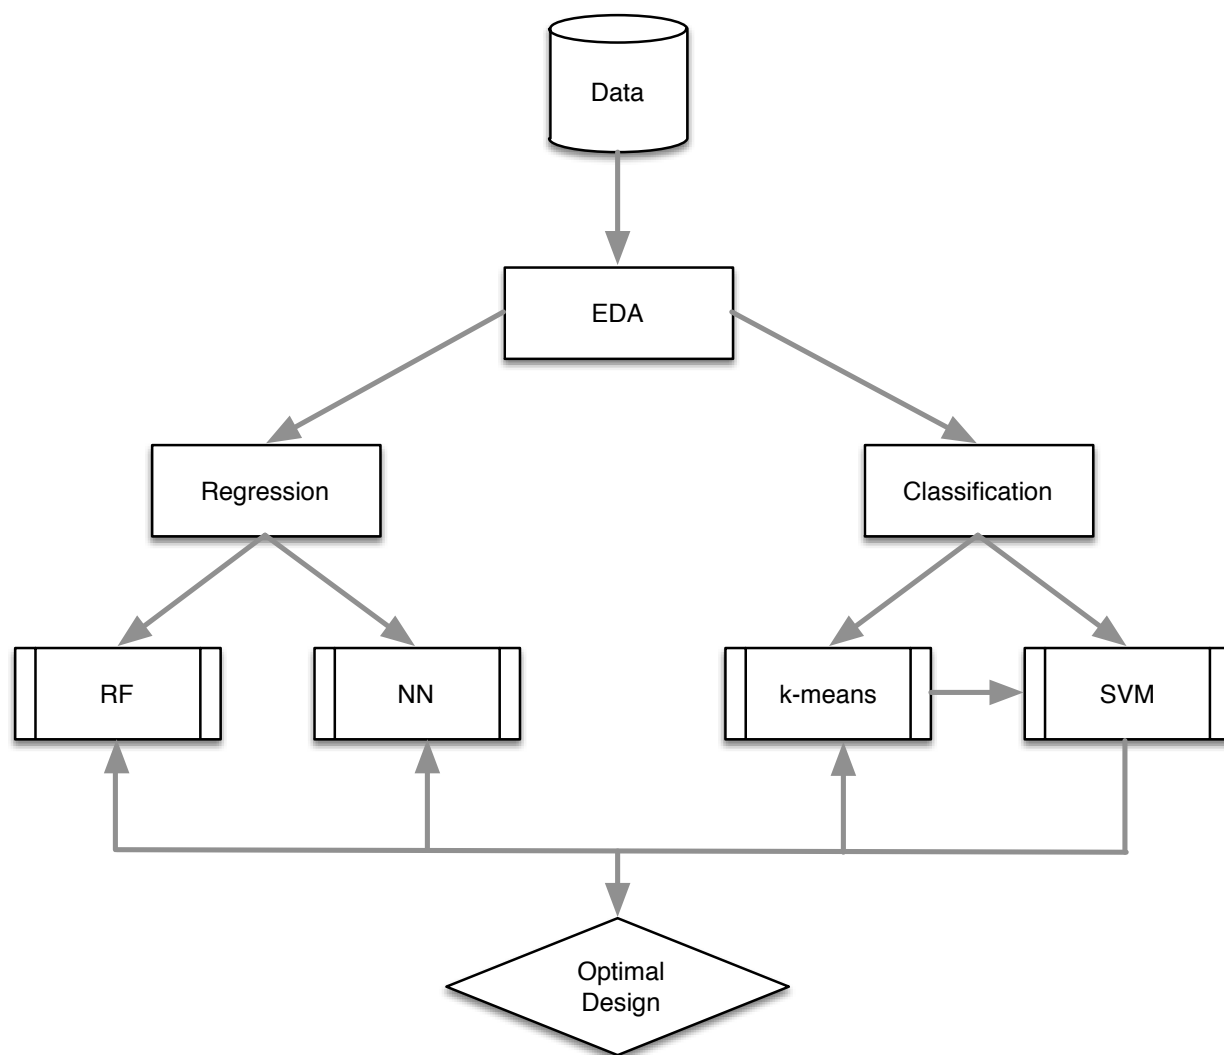 Data
EDA
Regression
Classification
RF
NN
k-means
SVM
Optimal
Design